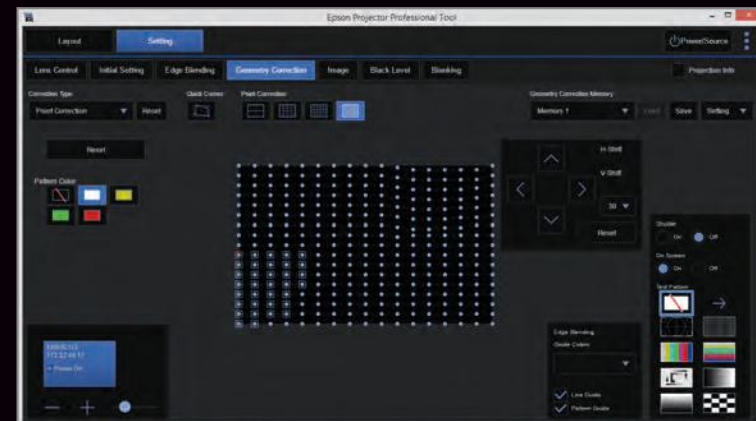 Epson Projector Professional Tool
Layout Setting Power/Source
Lens Control Initial Setting Edge Blending Geometry Correction Image Black Level Blanking Projection Info
Correction Type Quick Corner Point Correction Geometry Correction Memory
Point Correction Reset Memory 1 Load Save Setting
Reset H-Shift
V-Shift
Pattern Color
30
Reset
Shutter
On Off
On Screen
On Off
Test Pattern
Edge Blending
Guide Colors
Power On
Line Guide
Pattern Guide